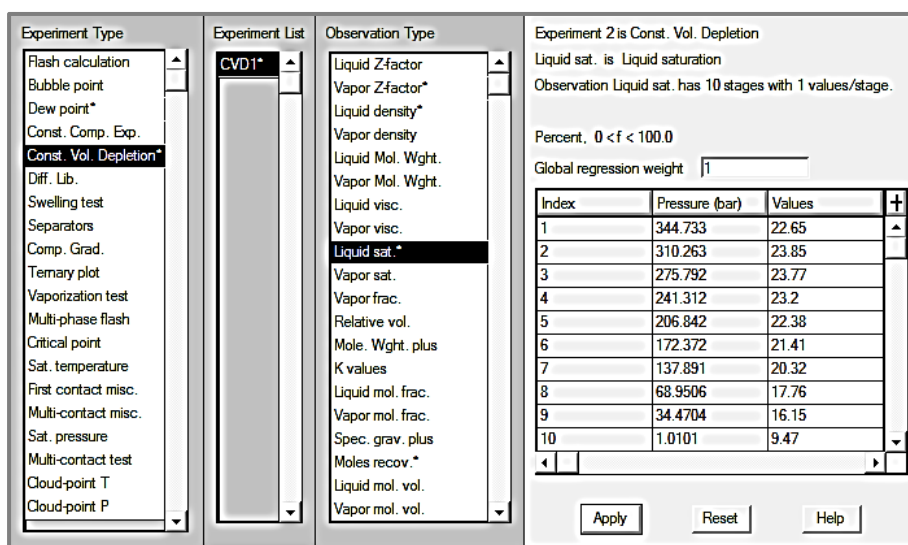 Experiment Type
Flash calculation
Bubble point
Dew point*
Const. Comp. Exp.
Const. Vol. Depletion*
Diff. Lib.
Swelling test
Separators
Comp. Grad.
Ternary plot
Vaporization test
Multi-phase flash
Critical point
Sat. temperature
First contact misc.
Multi-contact misc.
Sat. pressure
Multi-contact test
Cloud-point T
Cloud-point P
Experiment List
CVD1*
Observation Type
Liquid Z-factor
Vapor Z-factor*
Liquid density*
Vapor density
Liquid Mol. Wght.
Vapor Mol. Wght.
Liquid visc.
Vapor visc.
Liquid sat.*
Vapor sat.
Vapor frac.
Relative vol.
Mole. Wght. plus
K values
Liquid mol. frac.
Vapor mol. frac.
Spec. grav. plus
Moles recov.*
Liquid mol. vol.
Vapor mol. vol.
Experiment 2 is Const. Vol. Depletion
Liquid sat. is Liquid saturation
Observation Liquid sat. has 10 stages with 1 values/stage.
Percent, 0 < f < 100.0
Global regression weight 1
Index Pressure (bar) Values +
1 344.733 22.65
2 310.263 23.85
3 275.792 23.77
4 241.312 23.2
5 206.842 22.38
6 172.372 21.41
7 137.891 20.32
8 68.9506 17.76
9 34.4704 16.15
10 1.0101 9.47
Apply Reset Help